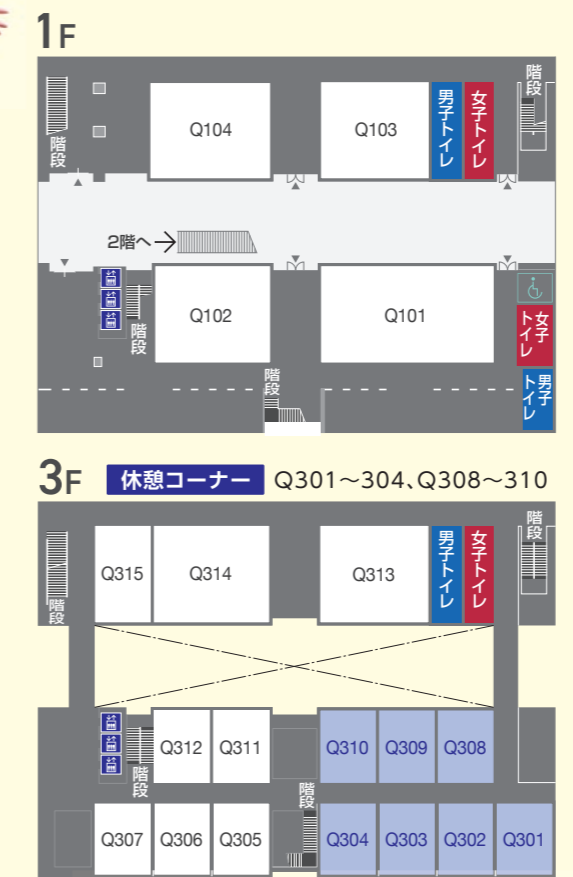 1F
階段
Q104
Q103
男子トイレ
女子トイレ
階段
2階へ→
階段
Q102
Q101
女子トイレ
男子トイレ
階段
3F 休憩コーナー Q301〜304、Q308〜310
階段
Q315
Q314
Q313
男子トイレ
女子トイレ
階段
階段
Q312
Q311
Q310
Q309
Q308
階段
Q307
Q306
Q305
Q304
Q303
Q302
Q301